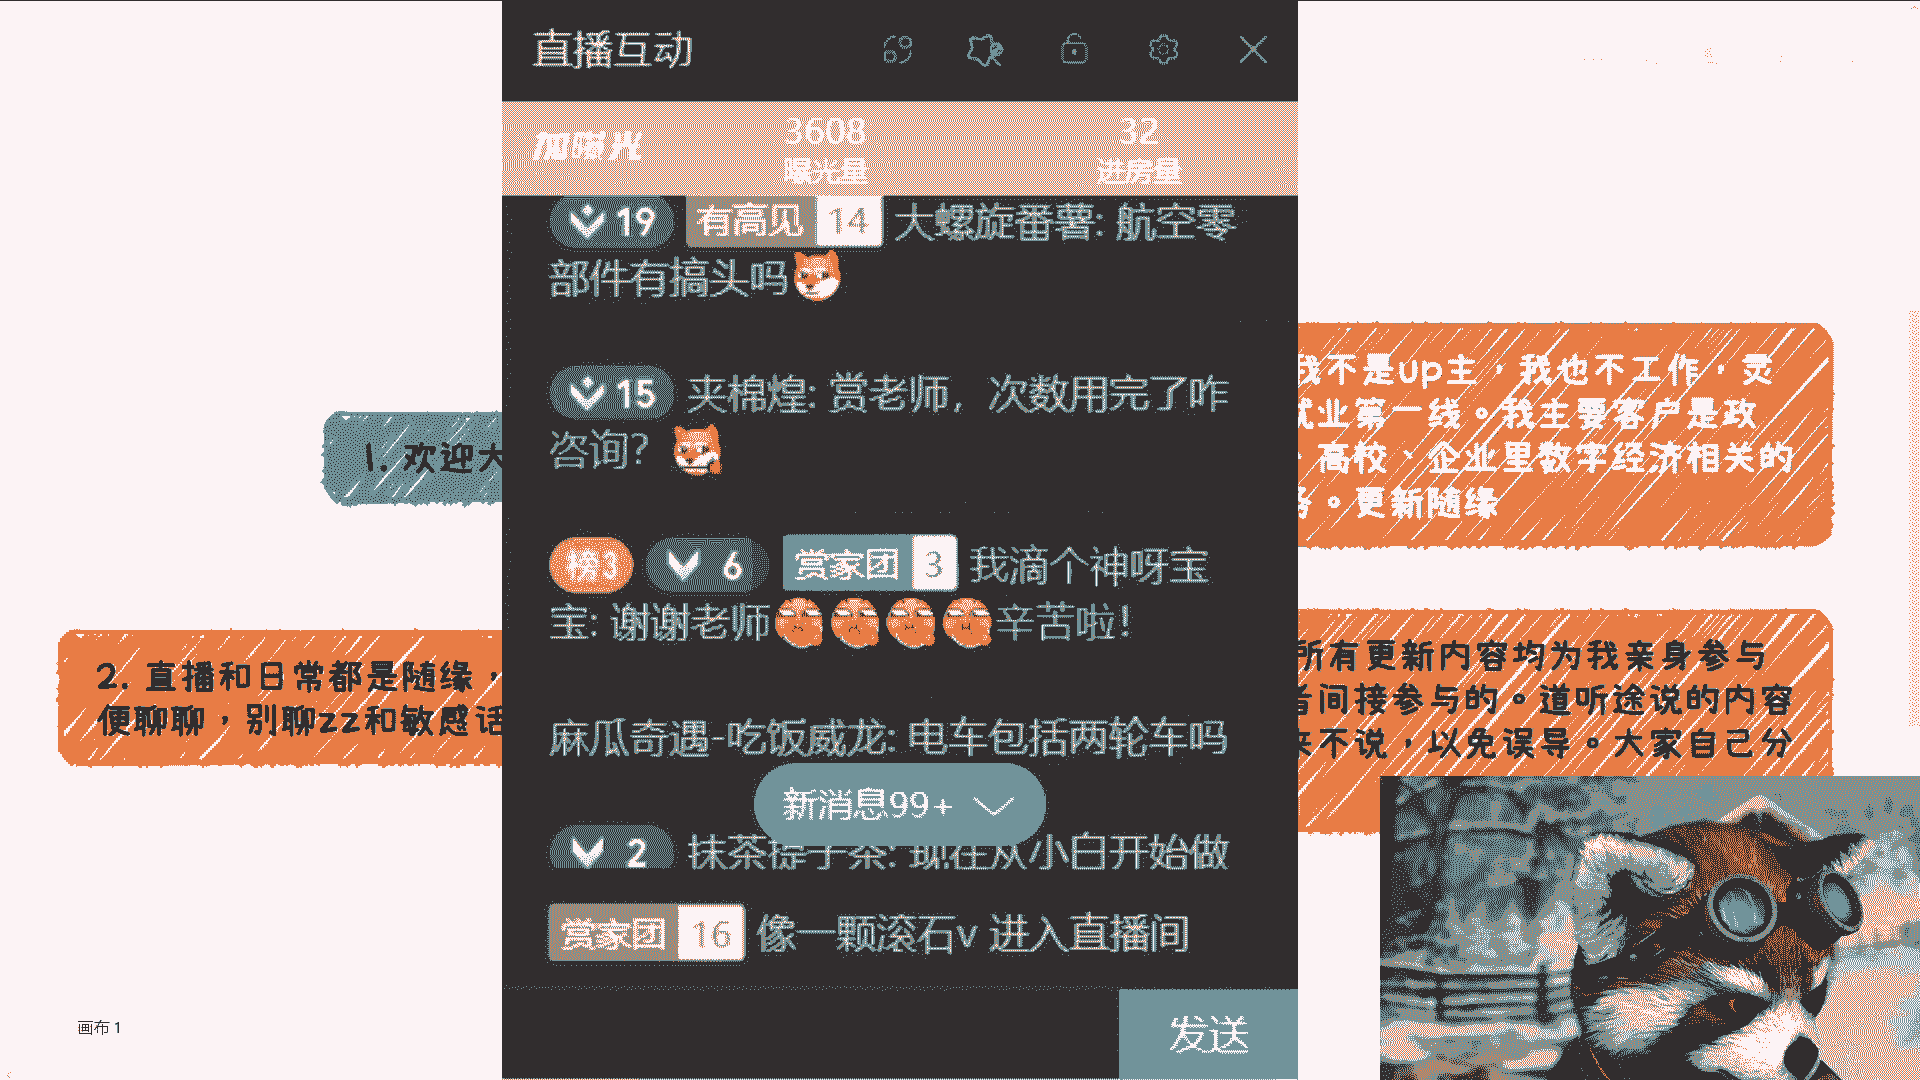 直播互动
加曝光
3608
曝光量
32
进房量
19 有高见 14 大螺旋番薯: 航空零
部件有搞头吗
15 夹棉煌: 赏老师，次数用完了咋
咨询？
榜3 6 赏家团 3 我滴个神呀宝
宝: 谢谢老师辛苦啦！
麻瓜奇遇-吃饭威龙: 电车包括两轮车吗
新消息99+
2 抹茶提子茶: 现在从小白开始做
赏家团 16 像一颗滚石v 进入直播间
发送
1. 欢迎大
2. 直播和日常都是随缘，
便聊聊，别聊zz和敏感话
我不是up主，我也不工作，灵
就业第一线。我主要客户是政
、高校、企业里数字经济相关的
务。更新随缘
所有更新内容均为我亲身参与
者间接参与的。道听途说的内容
来不说，以免误导。大家自己分
画布 1